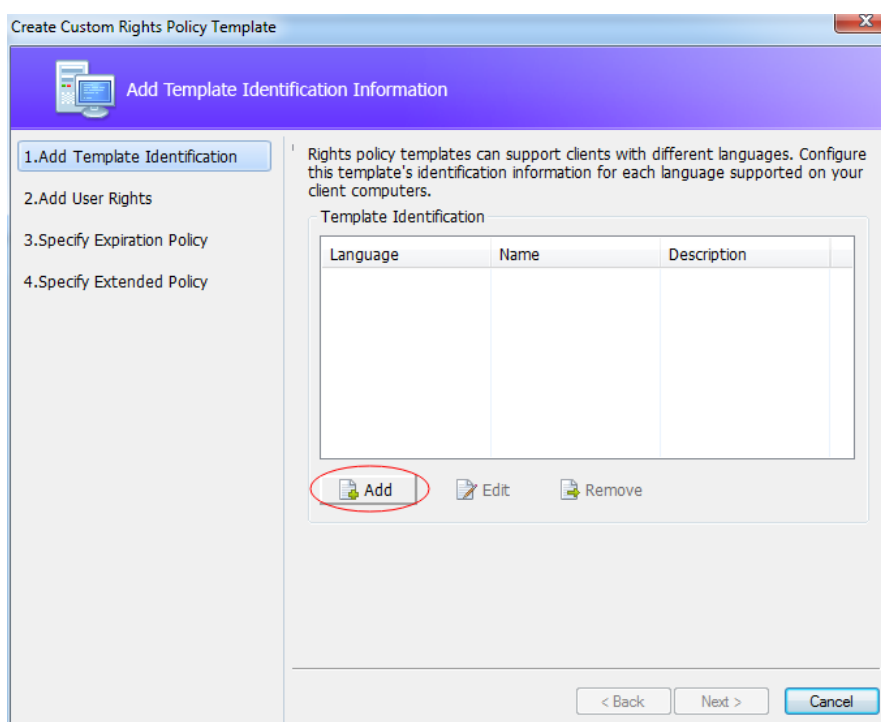 Create Custom Rights Policy Template
Add Template Identification Information
1.Add Template Identification
2.Add User Rights
3.Specify Expiration Policy
4.Specify Extended Policy
Rights policy templates can support clients with different languages. Configure
this template's identification information for each language supported on your
client computers.
Template Identification
Language Name Description
Add Edit Remove
< Back Next > Cancel